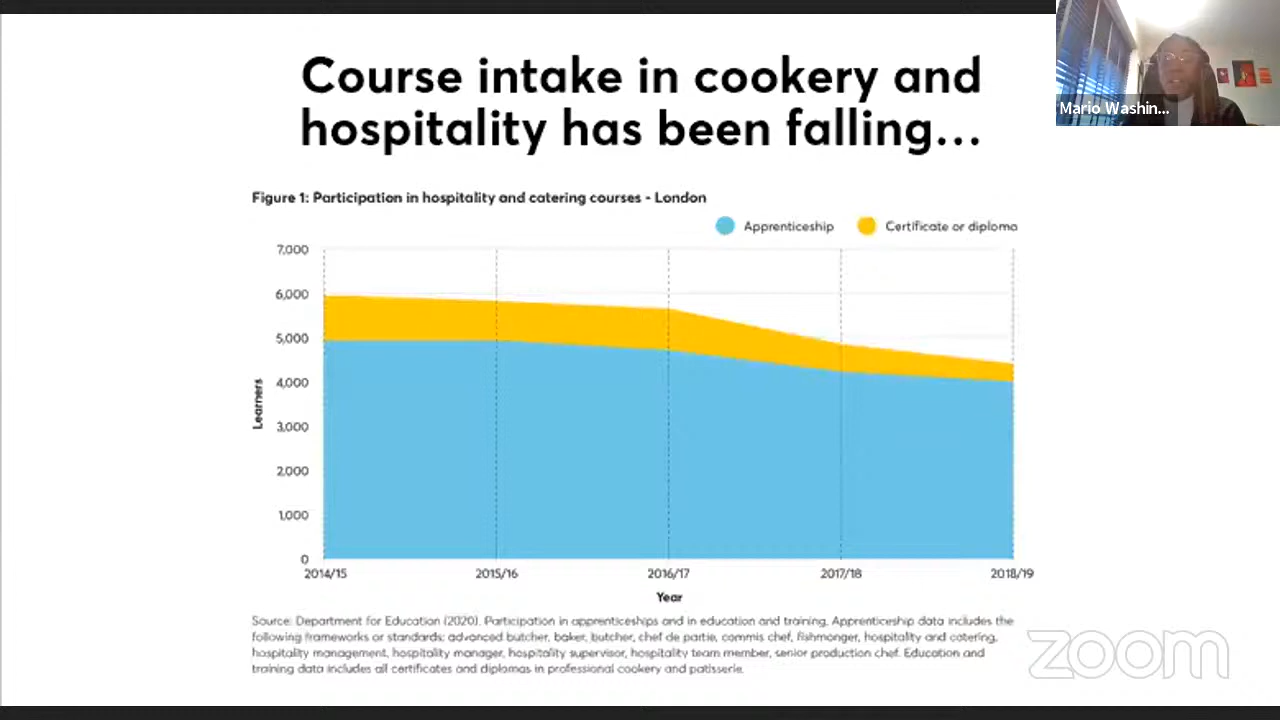 Course intake in cookery and
hospitality has been falling...
Mario Washin...
Figure 1: Participation in hospitality and catering courses - London
Apprenticeship
Certificate or diploma
7,000
6,000
5,000
4,000
3,000
2,000
1,000
0
Learners
2014/15
2015/16
2016/17
2017/18
2018/19
Year
Source: Department for Education (2020). Participation in apprenticeships and in education and training. Apprenticeship data includes the
following frameworks or standards: advanced butcher, baker, butcher, chef de partie, commis chef, fishmonger, hospitality and catering,
hospitality management, hospitality manager, hospitality supervisor, hospitality team member, senior production chef. Education and
training data includes all certificates and diplomas in professional cookery and patisserie.
zoom